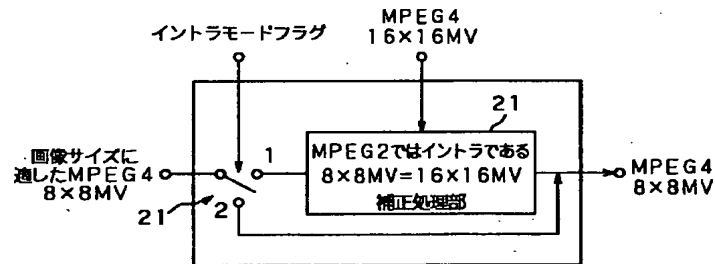 イントラモードフラグ
MPEG4
16×16MV
画像サイズに
適したMPEG4
8×8MV
21
1
2
21
MPEG2ではイントラである
8×8MV=16×16MV
補正処理部
MPEG4
8×8MV